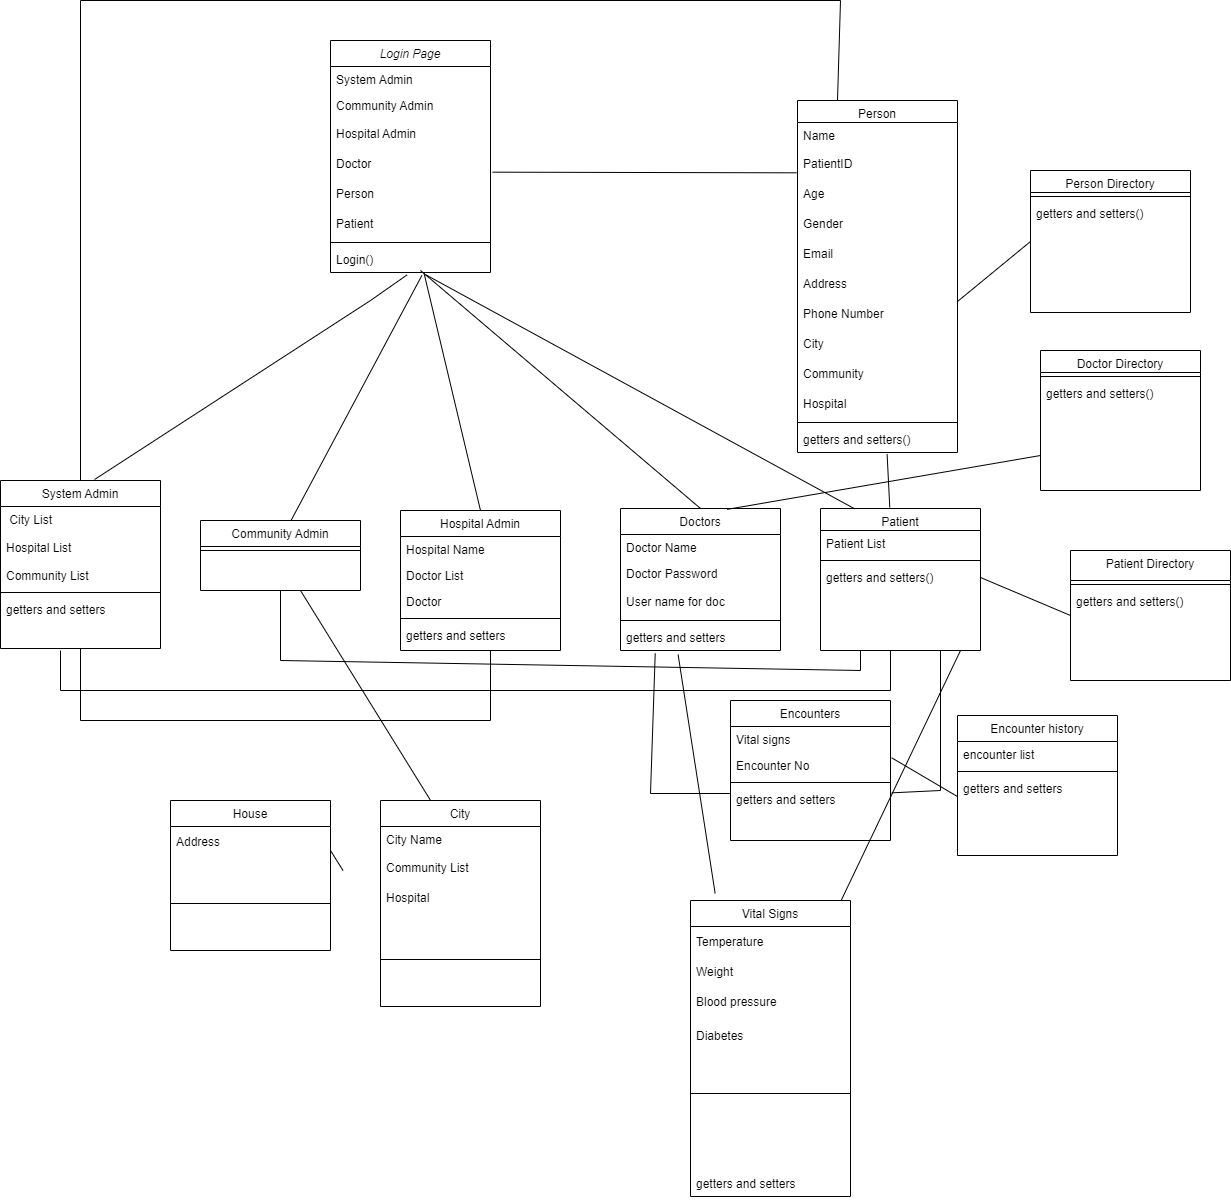 Login Page
System Admin
Community Admin
Hospital Admin
Doctor
Person
Patient
Login()
Person
Name
PatientID
Age
Gender
Email
Address
Phone Number
City
Community
Hospital
getters and setters()
Person Directory
getters and setters()
Doctor Directory
getters and setters()
System Admin
City List
Hospital List
Community List
getters and setters
Community Admin
Hospital Admin
Hospital Name
Doctor List
Doctor
getters and setters
Doctors
Doctor Name
Doctor Password
User name for doc
getters and setters
Patient
Patient List
getters and setters()
Patient Directory
getters and setters()
Encounters
Vital signs
Encounter No
getters and setters
Encounter history
encounter list
getters and setters
House
Address
City
City Name
Community List
Hospital
Vital Signs
Temperature
Weight
Blood pressure
Diabetes
getters and setters